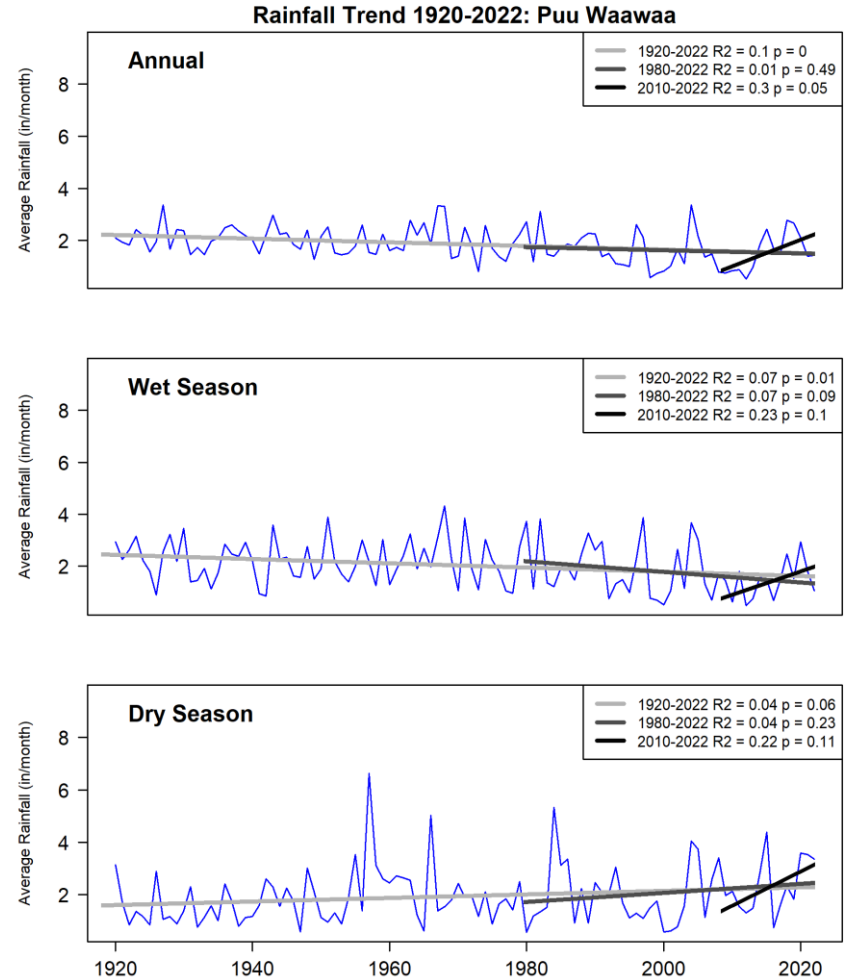 Rainfall Trend 1920-2022: Puu Waawaa
Annual
1920-2022 R2 = 0.1 p = 0
1980-2022 R2 = 0.01 p = 0.49
2010-2022 R2 = 0.3 p = 0.05
Average Rainfall (in/month)
8
6
4
2
Wet Season
1920-2022 R2 = 0.07 p = 0.01
1980-2022 R2 = 0.07 p = 0.09
2010-2022 R2 = 0.23 p = 0.1
Average Rainfall (in/month)
8
6
4
2
Dry Season
1920-2022 R2 = 0.04 p = 0.06
1980-2022 R2 = 0.04 p = 0.23
2010-2022 R2 = 0.22 p = 0.11
Average Rainfall (in/month)
8
6
4
2
1920 1940 1960 1980 2000 2020